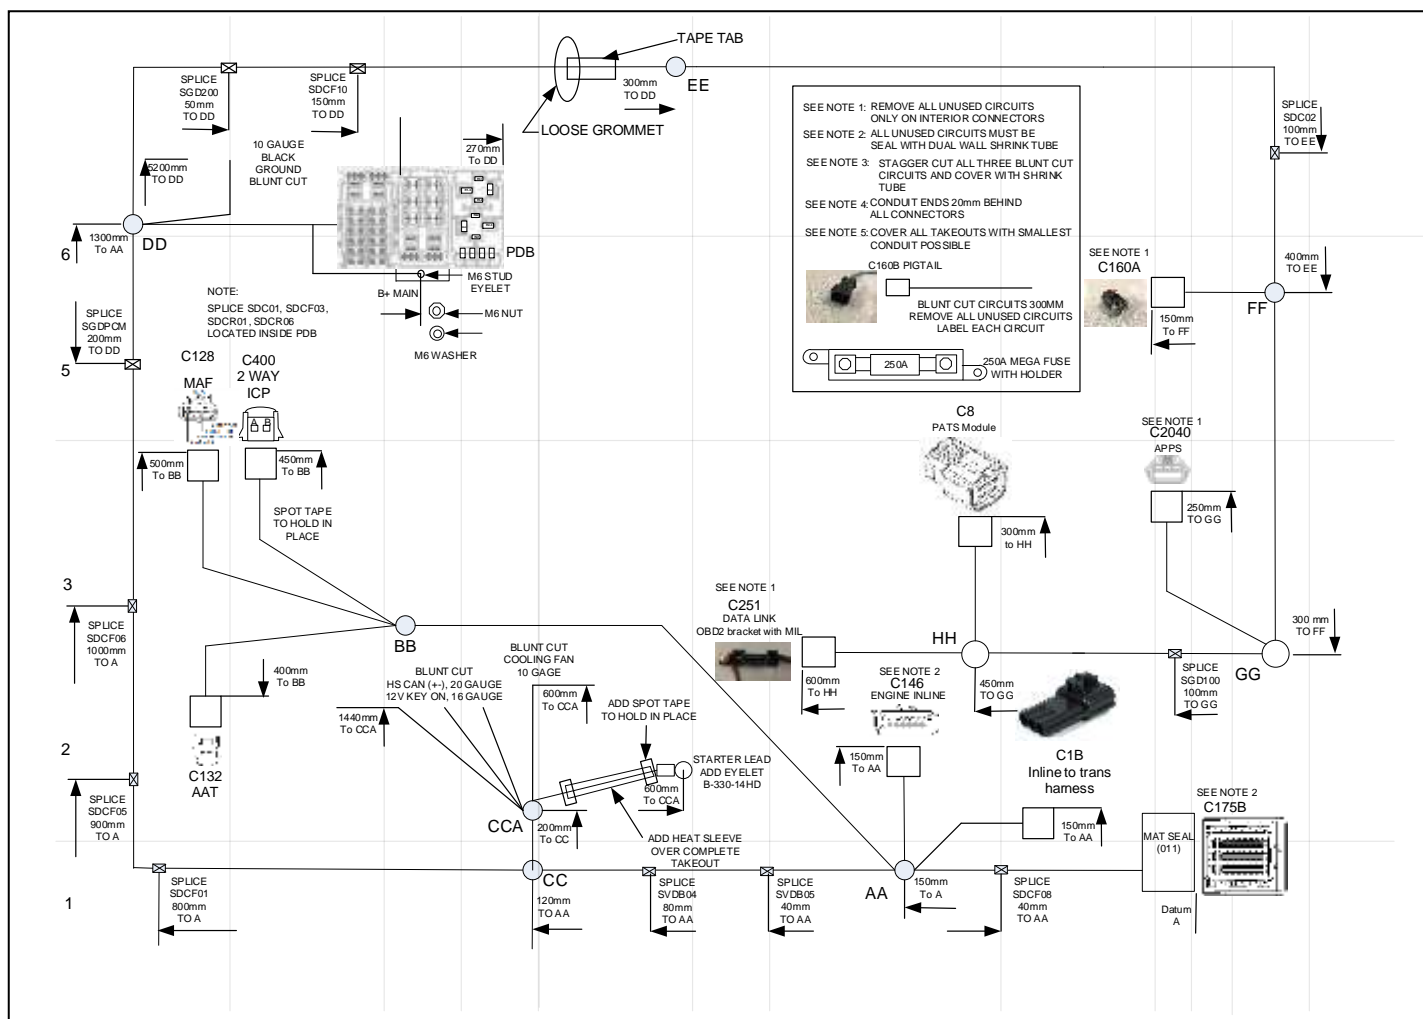 TAPE TAB
EE
300mm
TO DD
LOOSE GROMMET
SPLICE
SGD200
50mm
TO DD
SPLICE
SDCF10
150mm
TO DD
10 GAUGE
BLACK
GROUND
BLUNT CUT
5200mm
TO DD
270mm
To DD
SEE NOTE 1: REMOVE ALL UNUSED CIRCUITS
ONLY ON INTERIOR CONNECTORS
SEE NOTE 2: ALL UNUSED CIRCUITS MUST BE
SEAL WITH DUAL WALL SHRINK TUBE
SEE NOTE 3: STAGGER CUT ALL THREE BLUNT CUT
CIRCUITS AND COVER WITH SHRINK
TUBE
SEE NOTE 4: CONDUIT ENDS 20mm BEHIND
ALL CONNECTORS
SEE NOTE 5: COVER ALL TAKEOUTS WITH SMALLEST
CONDUIT POSSIBLE
C160B PIGTAIL
BLUNT CUT CIRCUITS 300MM
REMOVE ALL UNUSED CIRCUITS
LABEL EACH CIRCUIT
250A
250A MEGA FUSE
WITH HOLDER
SPLICE
SDC02
100mm
TO EE
6
1300mm
To AA
DD
PDB
M6 STUD
EYELET
B+ MAIN
M6 NUT
M6 WASHER
NOTE:
SPLICE SDC01, SDCF03,
SDCR01, SDCR06
LOCATED INSIDE PDB
SEE NOTE 1
C160A
150mm
To FF
400mm
TO EE
FF
SPLICE
SGDPCM
200mm
TO DD
5
C128
MAF
C400
2 WAY
ICP
A B
500mm
To BB
450mm
To BB
SPOT TAPE
TO HOLD IN
PLACE
C8
PATS Module
300mm
to HH
SEE NOTE 1
C2040
APPS
250mm
TO GG
3
SPLICE
SDCF06
1000mm
TO A
BB
SEE NOTE 1
C251
DATA LINK
OBD2 bracket with MIL
600mm
To HH
HH
450mm
TO GG
SPLICE
SGD100
100mm
TO GG
GG
300 mm
TO FF
400mm
To BB
C132
AAT
BLUNT CUT
HS CAN (+-), 20 GAUGE
12V KEY ON, 16 GAUGE
1440mm
To CCA
BLUNT CUT
COOLING FAN
10 GAGE
600mm
To CCA
ADD SPOT TAPE
TO HOLD IN PLACE
STARTER LEAD
ADD EYELET
B-330-14HD
600mm
To CCA
SEE NOTE 2
C146
ENGINE INLINE
150mm
To AA
C1B
Inline to trans
harness
150mm
To AA
SEE NOTE 2
C175B
MAT SEAL
(011)
Datum
A
2
SPLICE
SDCF05
900mm
TO A
CCA
200mm
To CC
ADD HEAT SLEEVE
OVER COMPLETE
TAKEOUT
1
SPLICE
SDCF01
800mm
TO A
CC
120mm
TO AA
SPLICE
SVDB04
80mm
TO AA
SPLICE
SVDB05
40mm
TO AA
AA
150mm
To A
SPLICE
SDCF08
40mm
TO AA